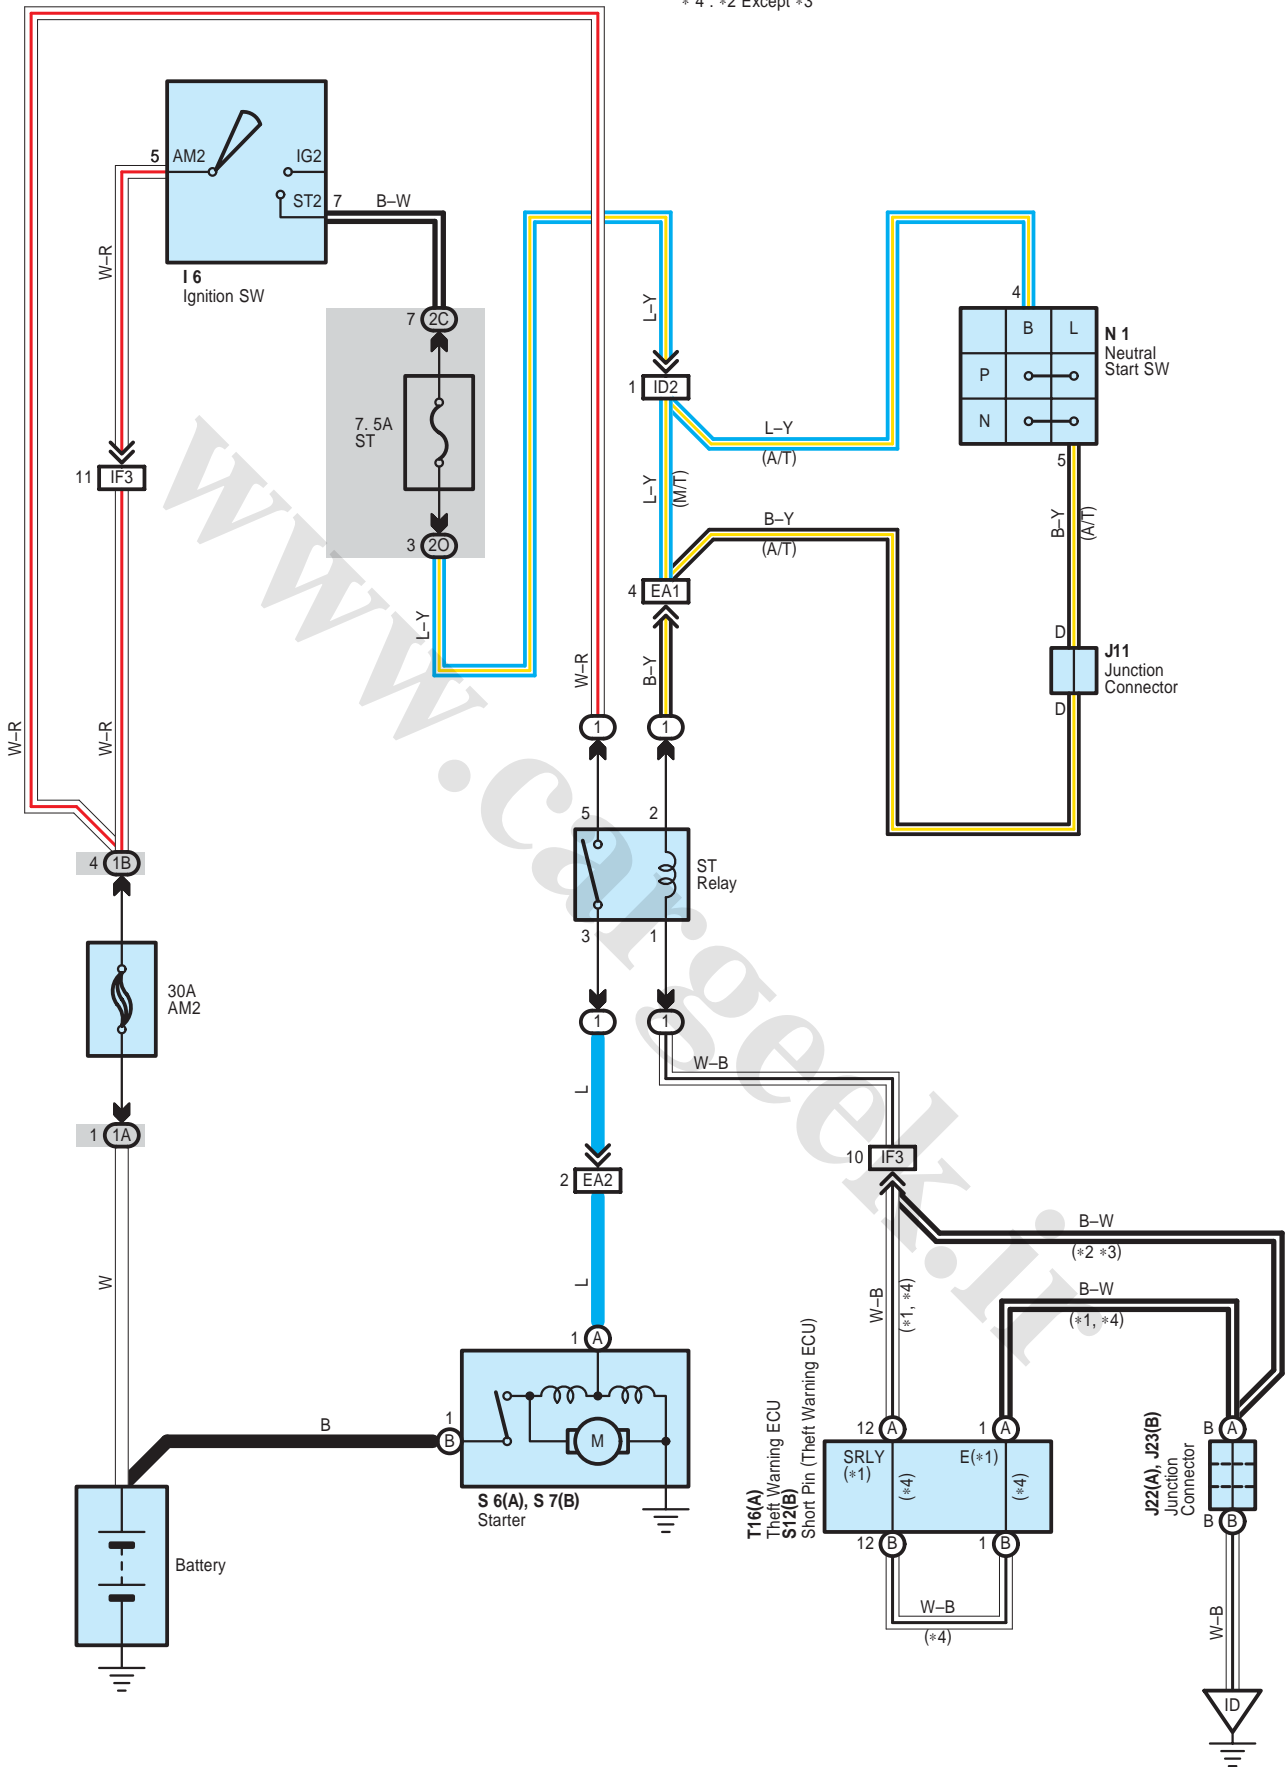 * 4 : *2 Except *3
5
AM2
IG2
ST2
7
B–W
I 6
Ignition SW
W–R
7
2C
7. 5A
ST
3
2O
L–Y
L–Y
1
ID2
L–Y
(A/T)
L–Y
(M/T)
B–Y
(A/T)
4
EA1
B–Y
W–R
4
B
L
P
N
N 1
Neutral
Start SW
5
B–Y
(A/T)
D
J11
Junction
Connector
D
11
IF3
W–R
W–R
4
1B
30A
AM2
1
1A
W
1
1
5
2
ST
Relay
3
1
1
1
W–B
L
2
EA2
L
1
A
10
IF3
B–W
(*2 *3)
B–W
(*1, *4)
W–B
(*1, *4)
B
1
B
M
S 6(A), S 7(B)
Starter
Battery
T16(A)
Theft Warning ECU
S12(B)
Short Pin (Theft Warning ECU)
12
A
1
A
SRLY
(*1)
E(*1)
(*4)
(*4)
12
B
1
B
W–B
(*4)
J22(A), J23(B)
Junction
Connector
B
A
B
B
W–B
ID
www.cargeek.ir